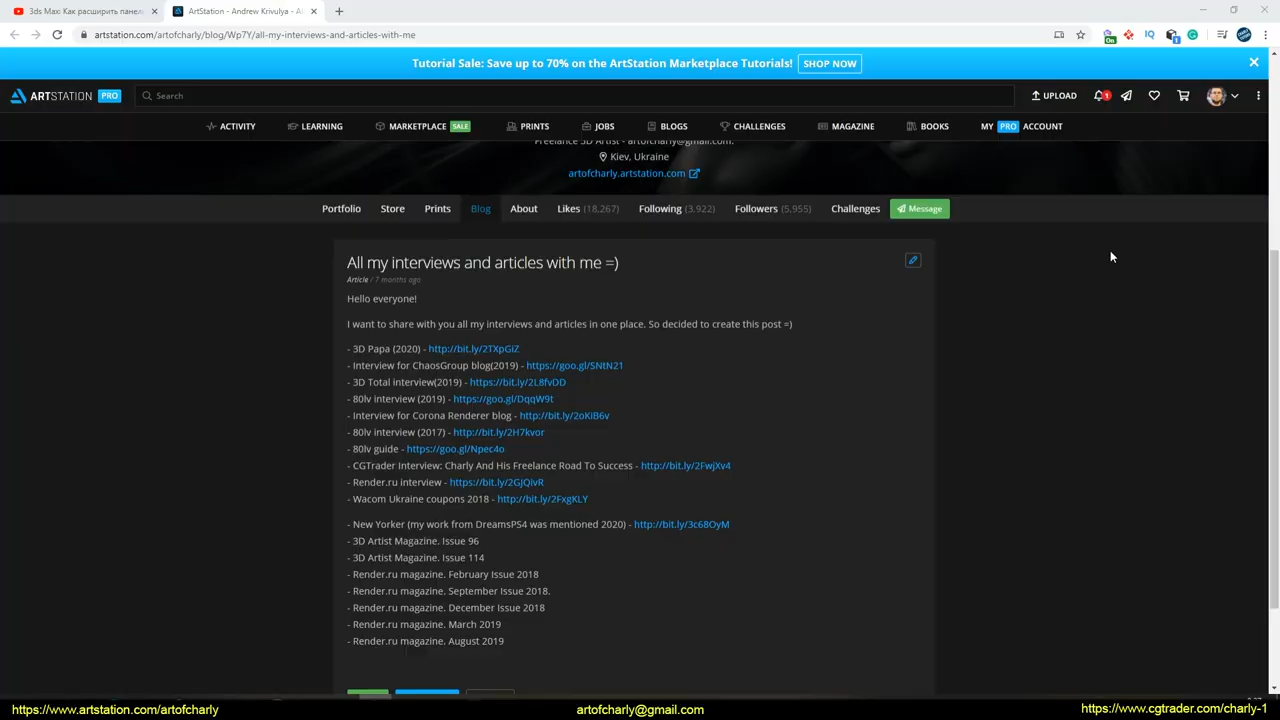 3ds Max: Как расширить панел
ArtStation - Andrew Krivulya - A
artstation.com/artofcharly/blog/Wp7Y/all-my-interviews-and-articles-with-me
On
IQ
Tutorial Sale: Save up to 70% on the ArtStation Marketplace Tutorials! SHOP NOW
ARTSTATION PRO Search UPLOAD 1
ACTIVITY LEARNING MARKETPLACE SALE PRINTS JOBS BLOGS CHALLENGES MAGAZINE BOOKS MY PRO ACCOUNT
Freelance 3D Artist - artofcharly@gmail.com.
Kiev, Ukraine
artofcharly.artstation.com
Portfolio Store Prints Blog About Likes (18,267) Following (3,922) Followers (5,955) Challenges Message
All my interviews and articles with me =)
Article / 7 months ago
Hello everyone!
I want to share with you all my interviews and articles in one place. So decided to create this post =)
- 3D Papa (2020) - http://bit.ly/2TXpGiZ
- Interview for ChaosGroup blog(2019) - https://goo.gl/SNtN21
- 3D Total interview(2019) - https://bit.ly/2L8fvDD
- 80lv interview (2019) - https://goo.gl/DqqW9t
- Interview for Corona Renderer blog - http://bit.ly/2oKiB6v
- 80lv interview (2017) - http://bit.ly/2H7kvor
- 80lv guide - https://goo.gl/Npec4o
- CGTrader Interview: Charly And His Freelance Road To Success - http://bit.ly/2FwjXv4
- Render.ru interview - https://bit.ly/2GJQivR
- Wacom Ukraine coupons 2018 - http://bit.ly/2FxgKLY
- New Yorker (my work from DreamsPS4 was mentioned 2020) - http://bit.ly/3c68OyM
- 3D Artist Magazine. Issue 96
- 3D Artist Magazine. Issue 114
- Render.ru magazine. February Issue 2018
- Render.ru magazine. September Issue 2018.
- Render.ru magazine. December Issue 2018
- Render.ru magazine. March 2019
- Render.ru magazine. August 2019
https://www.artstation.com/artofcharly artofcharly@gmail.com https://www.cgtrader.com/charly-1